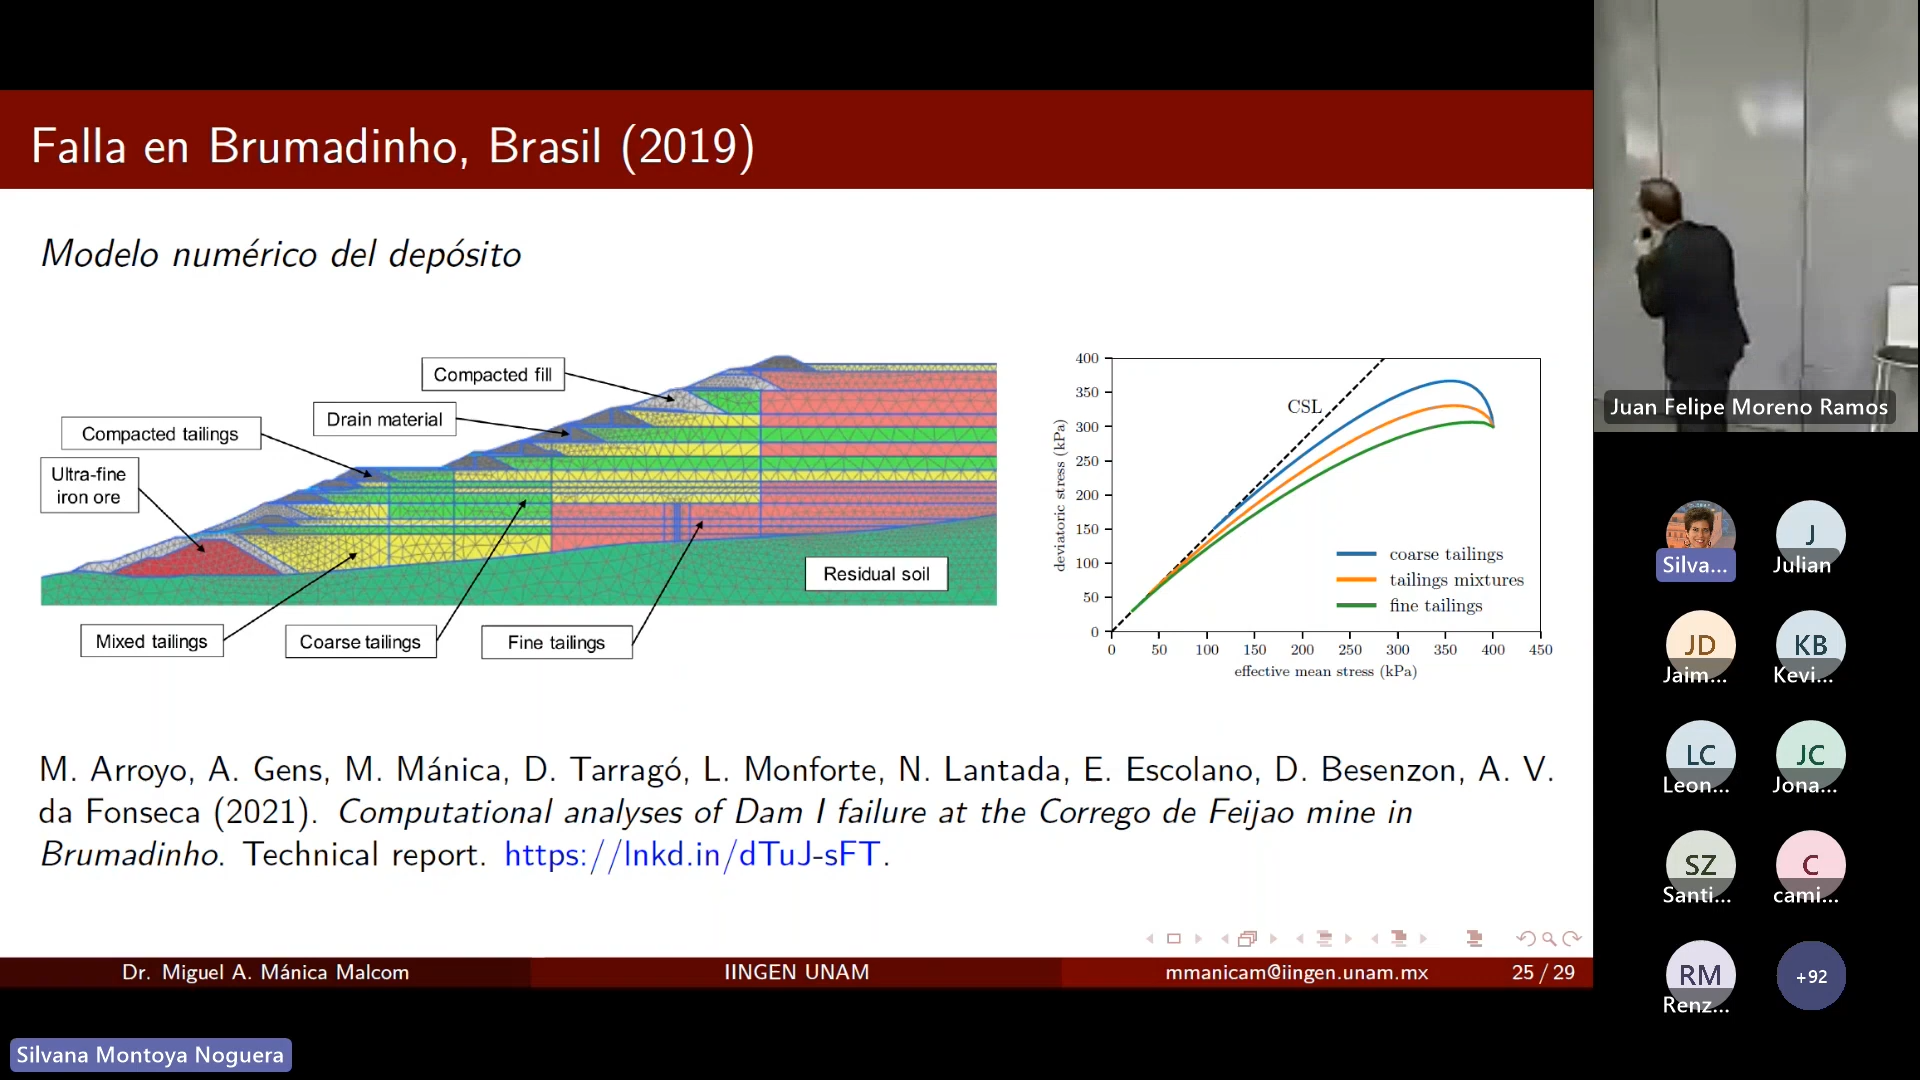 Falla en Brumadinho, Brasil (2019)
Modelo numérico del depósito
Compacted fill
Drain material
Compacted tailings
Ultra-fine
iron ore
Residual soil
Mixed tailings
Coarse tailings
Fine tailings
400
350
300
250
200
150
100
50
0
deviatoric stress (kPa)
CSL
coarse tailings
tailings mixtures
fine tailings
0 50 100 150 200 250 300 350 400 450
effective mean stress (kPa)
M. Arroyo, A. Gens, M. Mánica, D. Tarragó, L. Monforte, N. Lantada, E. Escolano, D. Besenzon, A. V.
da Fonseca (2021). Computational analyses of Dam I failure at the Corrego de Feijao mine in
Brumadinho. Technical report. https://lnkd.in/dTuJ-sFT.
Dr. Miguel A. Mánica Malcom IINGEN UNAM mmanicam@iingen.unam.mx 25 / 29
Silvana Montoya Noguera
Juan Felipe Moreno Ramos
Silva...
J
Julian
JD
Jaim...
KB
Kevi...
LC
Leon...
JC
Jona...
SZ
Santi...
C
cami...
RM
Renz...
+92